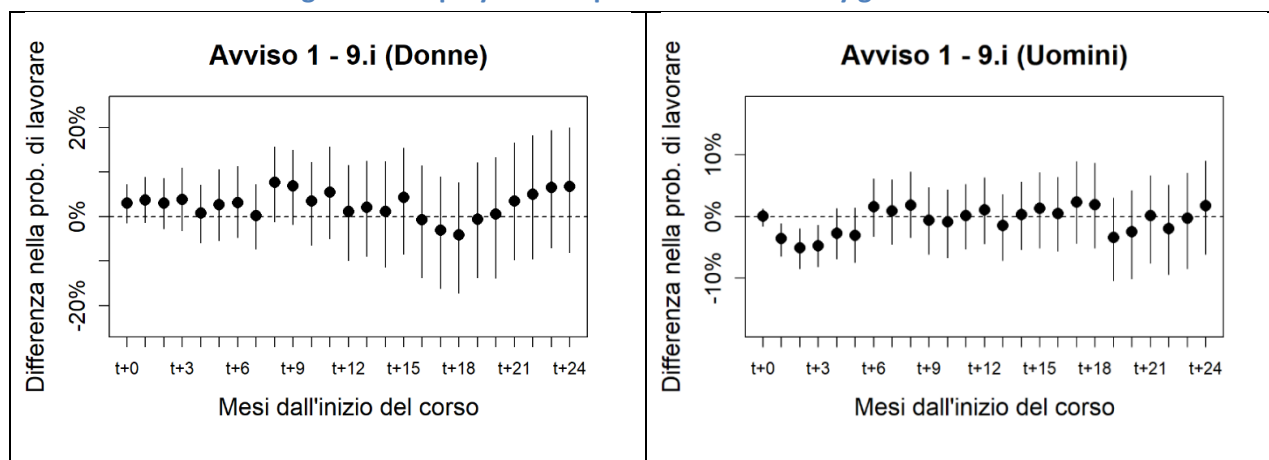 Avviso 1 - 9.i (Donne)
Differenza nella prob. di lavorare
20%
0%
-20%
t+0 t+3 t+6 t+9 t+12 t+15 t+18 t+21 t+24
Mesi dall'inizio del corso
Avviso 1 - 9.i (Uomini)
Differenza nella prob. di lavorare
10%
0%
-10%
t+0 t+3 t+6 t+9 t+12 t+15 t+18 t+21 t+24
Mesi dall'inizio del corso